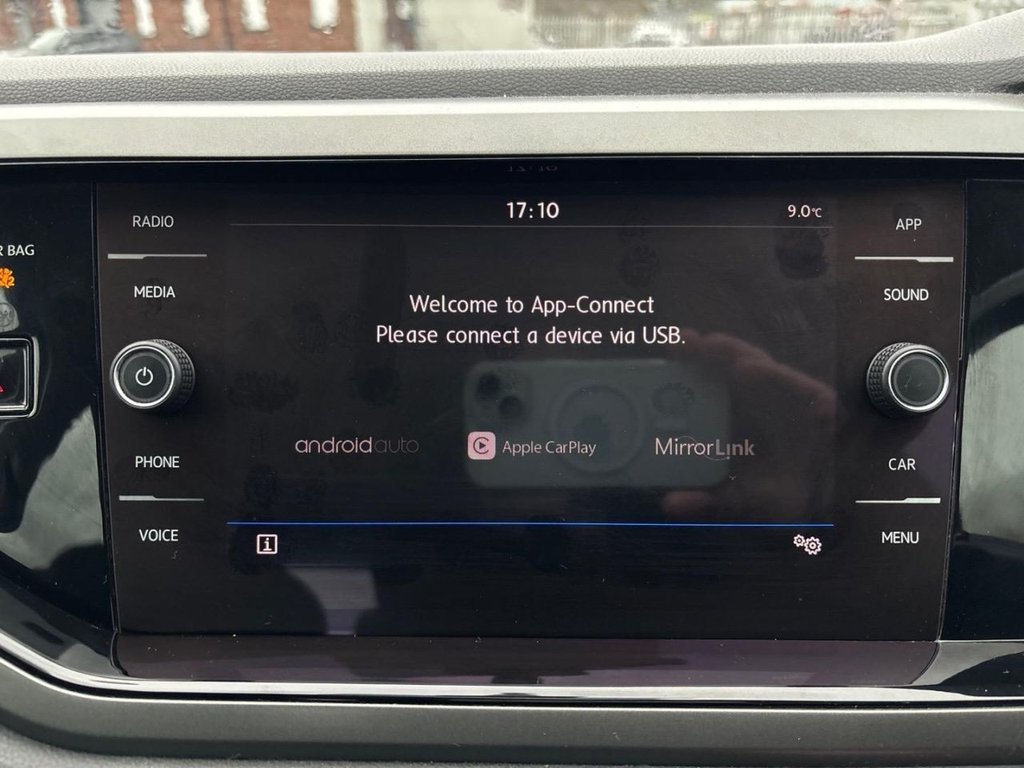 17:10
9.0°C
RADIO
APP
R BAG
MEDIA
SOUND
Welcome to App-Connect
Please connect a device via USB.
androidauto
Apple CarPlay
MirrorLink
PHONE
CAR
VOICE
MENU